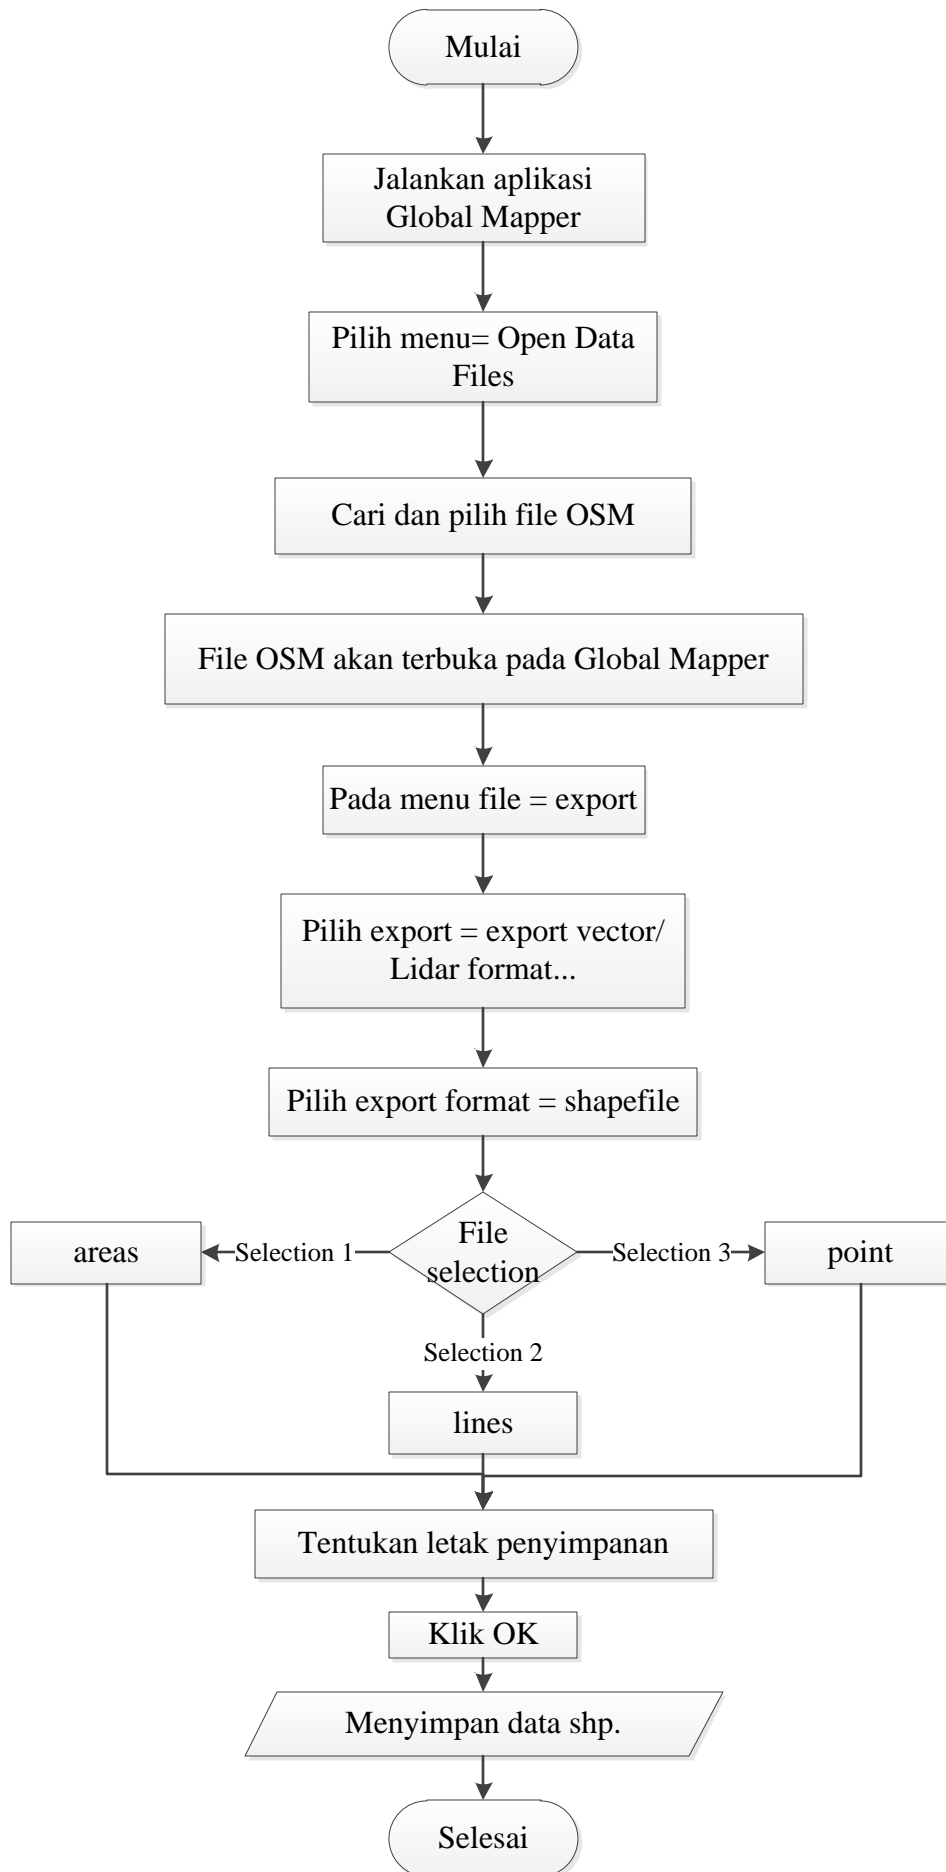 Mulai
Jalankan aplikasi
Global Mapper
Pilih menu= Open Data
Files
Cari dan pilih file OSM
File OSM akan terbuka pada Global Mapper
Pada menu file = export
Pilih export = export vector/
Lidar format...
Pilih export format = shapefile
areas
Selection 1
File
selection
Selection 3
point
Selection 2
lines
Tentukan letak penyimpanan
Klik OK
Menyimpan data shp.
Selesai